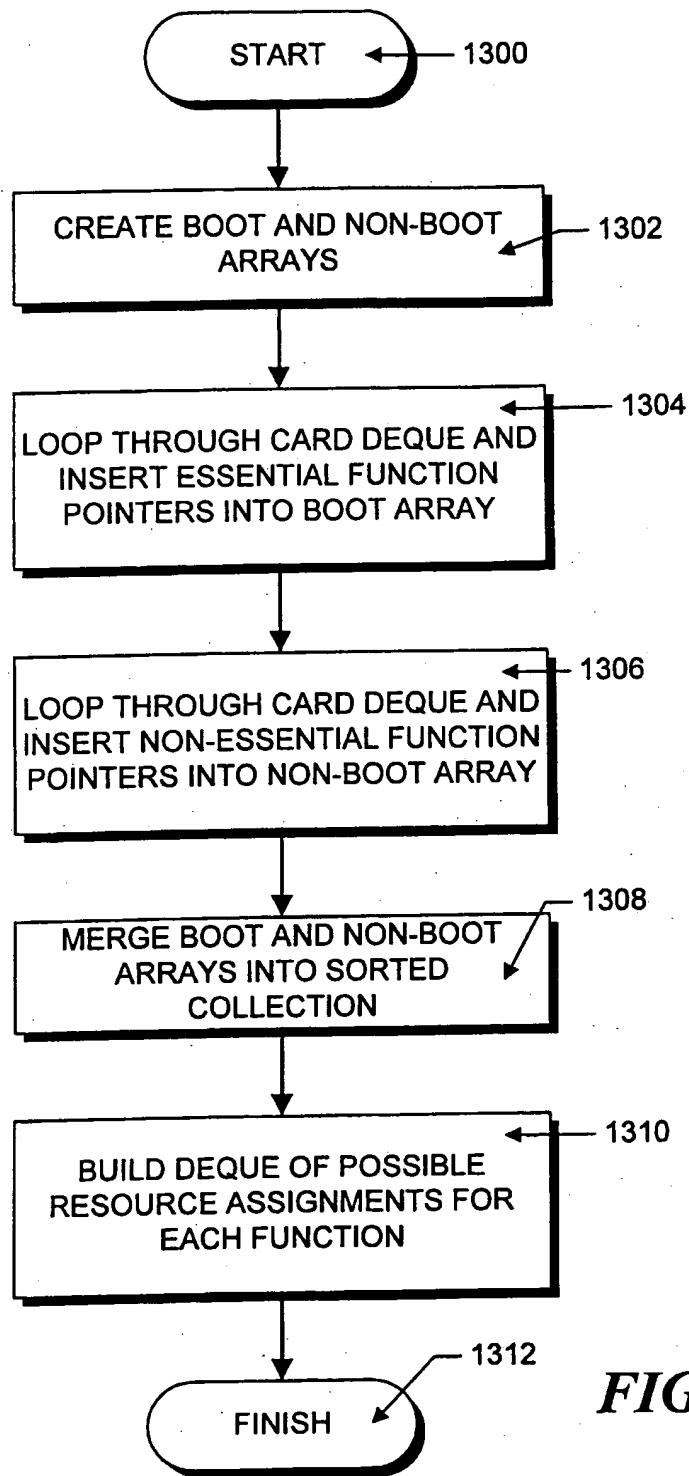 START
1300
CREATE BOOT AND NON-BOOT
ARRAYS
1302
1304
LOOP THROUGH CARD DEQUE AND
INSERT ESSENTIAL FUNCTION
POINTERS INTO BOOT ARRAY
1306
LOOP THROUGH CARD DEQUE AND
INSERT NON-ESSENTIAL FUNCTION
POINTERS INTO NON-BOOT ARRAY
1308
MERGE BOOT AND NON-BOOT
ARRAYS INTO SORTED
COLLECTION
1310
BUILD DEQUE OF POSSIBLE
RESOURCE ASSIGNMENTS FOR
EACH FUNCTION
1312
FINISH
FIG